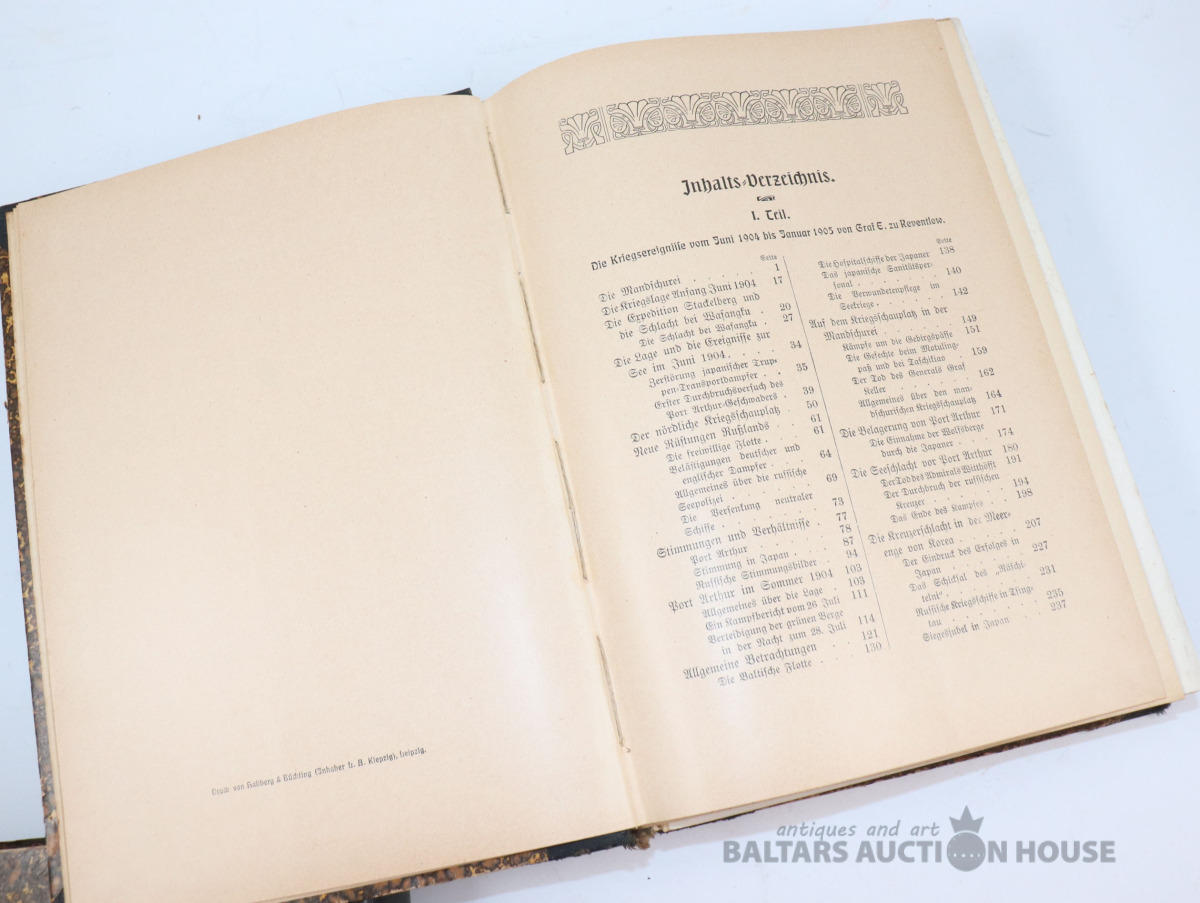 Druck von Hallberg & Büchting (Inhaber L. A. Klepzig), Leipzig.
Inhalts-Verzeichnis.
I. Teil.
Die Kriegsereignisse vom Juni 1904 bis Januar 1905 von Graf E. zu Reventlow.
Seite
Die Mandschurei . . . . . . 1
Die Kriegslage Anfang Juni 1904 17
Die Expedition Stackelberg und
die Schlacht bei Wafangku . 20
Die Schlacht bei Wafangku . 27
Die Lage und die Ereignisse zur
See im Juni 1904. . . . . 34
Zerstörung japanischer Trup-
pen-Transportdampfer . . 35
Erster Durchbruchsversuch des
Port Arthur-Geschwaders . 39
Der nördliche Kriegsschauplatz . 50
Neue Rüstungen Rußlands . . 61
Die freiwillige Flotte . . . . 61
Belästigungen deutscher und
englischer Dampfer . . . . 64
Allgemeines über die russische
Seepolizei . . . . . . . 69
Die Versenkung neutraler
Schiffe . . . . . . . . 73
Stimmungen und Verhältnisse . 77
Port Arthur . . . . . . . 78
Stimmung in Japan . . . . 87
Russische Stimmungsbilder . . 94
Port Arthur im Sommer 1904 103
Allgemeines über die Lage . 103
Ein Kampfbericht vom 26 Juli 111
Verteidigung der grünen Berge
in der Nacht zum 28. Juli 114
Allgemeine Betrachtungen . . 121
Die Baltische Flotte . . . . 130
Seite
Die Hospitalschiffe der Japaner 138
Das japanische Sanitätsper-
sonal . . . . . . . . 140
Die Verwundetenpflege im
Seekriege . . . . . . . 142
Auf dem Kriegsschauplatz in der
Mandschurei . . . . . . 149
Kämpfe um die Gebirgspässe 151
Die Gefechte beim Motuling-
paß und bei Taschitiao . 159
Der Tod des Generals Graf
Keller . . . . . . . . 162
Allgemeines über den man-
dschurischen Kriegsschauplatz 164
Die Belagerung von Port Arthur 171
Die Einnahme der Wolfsberge
durch die Japaner . . . 174
Die Seeschlacht vor Port Arthur 180
Der Tod des Admirals Witthöfft 191
Der Durchbruch der russischen
Kreuzer . . . . . . . 194
Das Ende des Kampfes . . 198
Die Kreuzerschlacht in der Meer-
enge von Korea . . . . . 207
Der Eindruck des Erfolges in
Japan . . . . . . . . 227
Das Schicksal des „Räschi-
telni“ . . . . . . . . 231
Russische Kriegsschiffe in Tsing-
tau . . . . . . . . . 235
Siegesjubel in Japan . . . 237
antiques and art
BALTARS AUCTION HOUSE